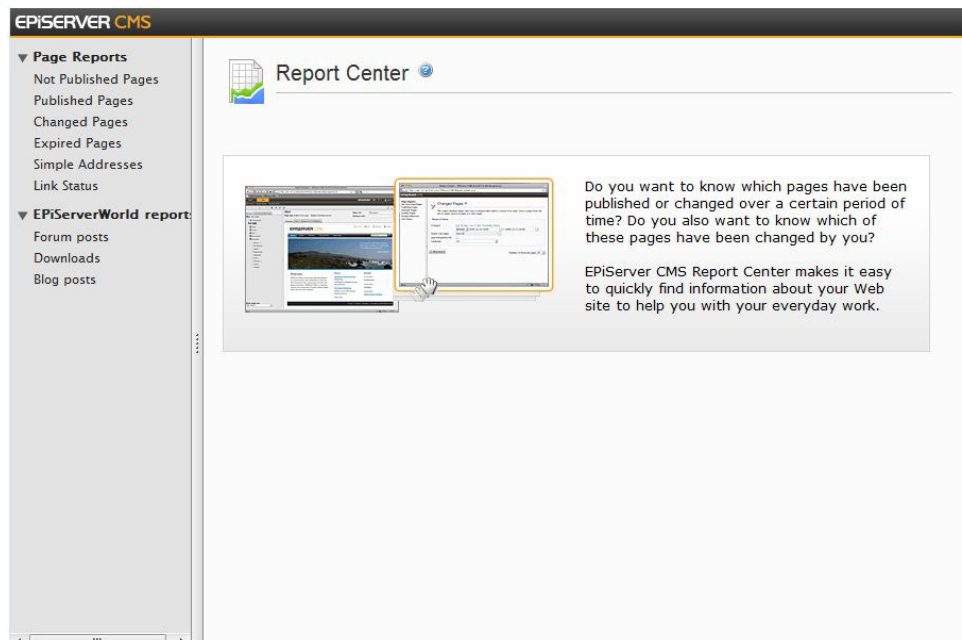 EPiSERVER CMS
Page Reports
Not Published Pages
Published Pages
Changed Pages
Expired Pages
Simple Addresses
Link Status
EPiServerWorld report
Forum posts
Downloads
Blog posts
Report Center
Changed Pages
EPiSERVER CMS
Do you want to know which pages have been
published or changed over a certain period of
time? Do you also want to know which of
these pages have been changed by you?
EPiServer CMS Report Center makes it easy
to quickly find information about your Web
site to help you with your everyday work.